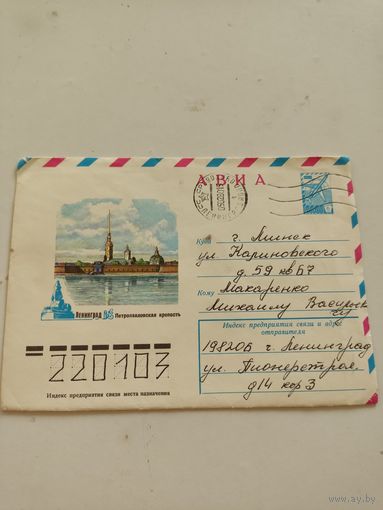 АВИА
Куда г. Минск
ул Калиновского
д. 59 кв 67
Макаренко
Кому
Михаилу
Ленинград
Петропавловская крепость
Индекс предприятия связи и адрес
отправителя
198206 г. Ленинград
ул. Пионерстроя
д 14 кор 3
220103
Индекс предприятия связи места назначения
www.ay.by